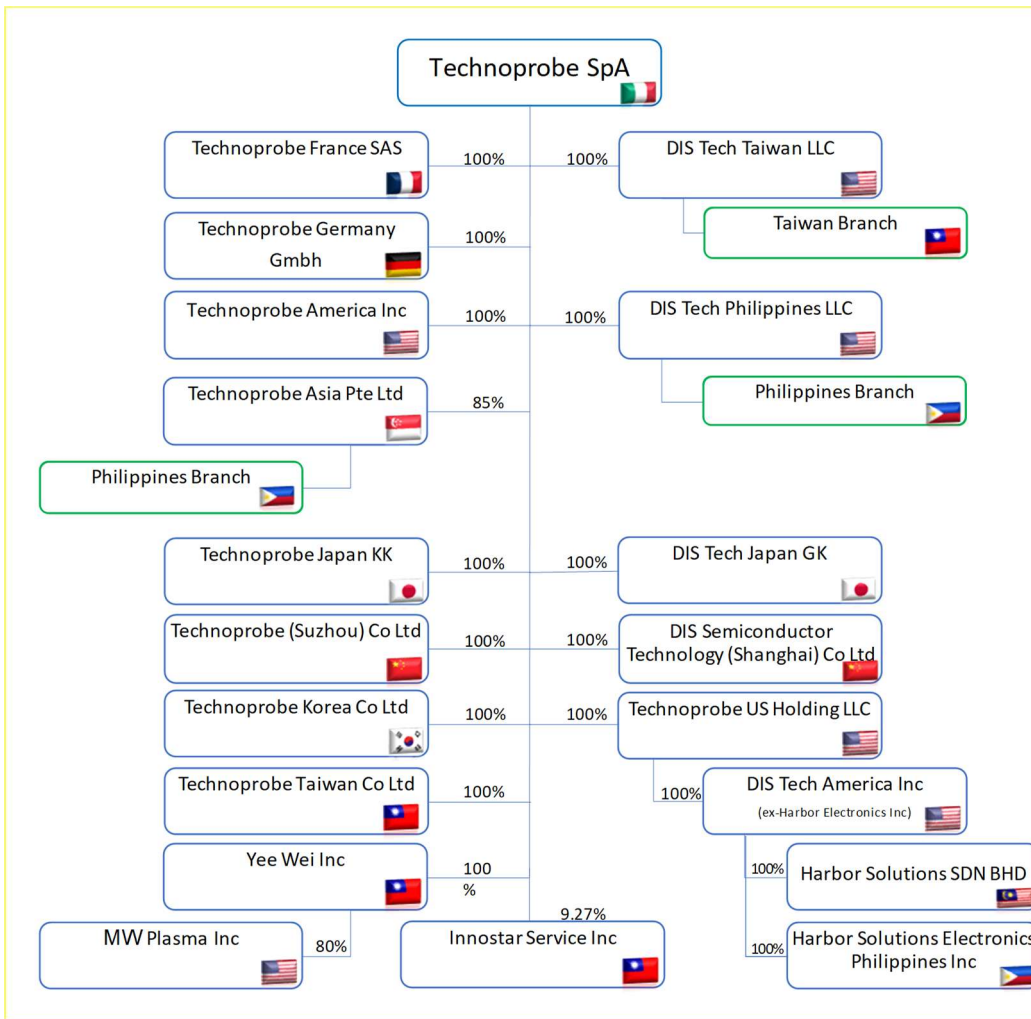 Technoprobe SpA
Technoprobe France SAS
100%
100%
DIS Tech Taiwan LLC
Taiwan Branch
Technoprobe Germany
Gmbh
100%
Technoprobe America Inc
100%
100%
DIS Tech Philippines LLC
Philippines Branch
Technoprobe Asia Pte Ltd
85%
Philippines Branch
Technoprobe Japan KK
100%
100%
DIS Tech Japan GK
Technoprobe (Suzhou) Co Ltd
100%
100%
DIS Semiconductor
Technology (Shanghai) Co Ltd
Technoprobe Korea Co Ltd
100%
100%
Technoprobe US Holding LLC
Technoprobe Taiwan Co Ltd
100%
100%
DIS Tech America Inc
(ex-Harbor Electronics Inc)
Yee Wei Inc
100
%
100%
Harbor Solutions SDN BHD
MW Plasma Inc
80%
9.27%
Innostar Service Inc
100%
Harbor Solutions Electronics
Philippines Inc